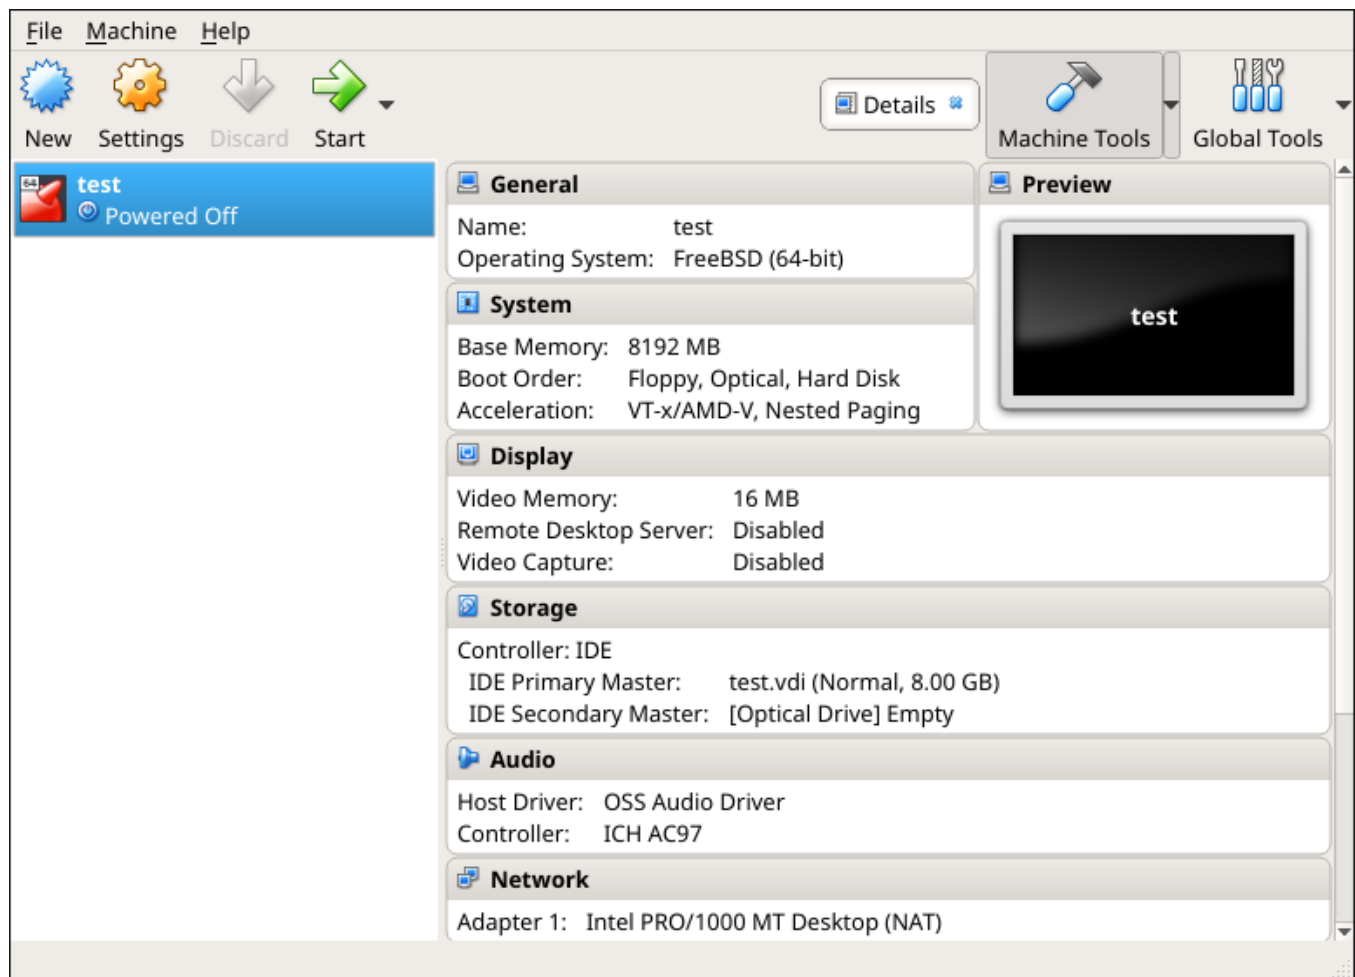 File Machine Help
New Settings Discard Start
Details
Machine Tools
Global Tools
64
test
Powered Off
General
Name: test
Operating System: FreeBSD (64-bit)
Preview
test
System
Base Memory: 8192 MB
Boot Order: Floppy, Optical, Hard Disk
Acceleration: VT-x/AMD-V, Nested Paging
Display
Video Memory: 16 MB
Remote Desktop Server: Disabled
Video Capture: Disabled
Storage
Controller: IDE
IDE Primary Master: test.vdi (Normal, 8.00 GB)
IDE Secondary Master: [Optical Drive] Empty
Audio
Host Driver: OSS Audio Driver
Controller: ICH AC97
Network
Adapter 1: Intel PRO/1000 MT Desktop (NAT)